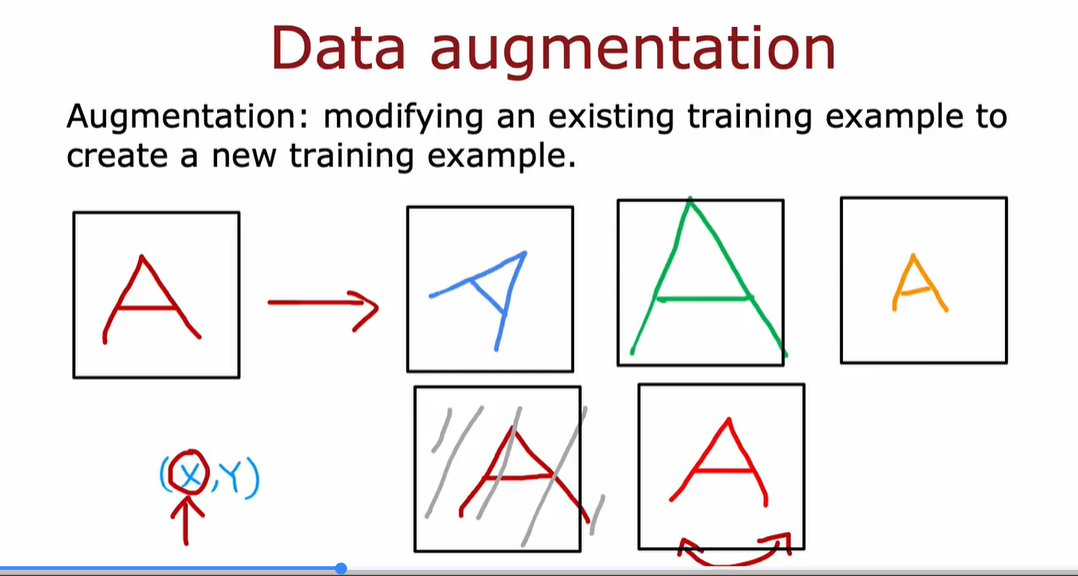 Data augmentation
Augmentation: modifying an existing training example to
create a new training example.
A
A
A
A
A
A
(X,Y)